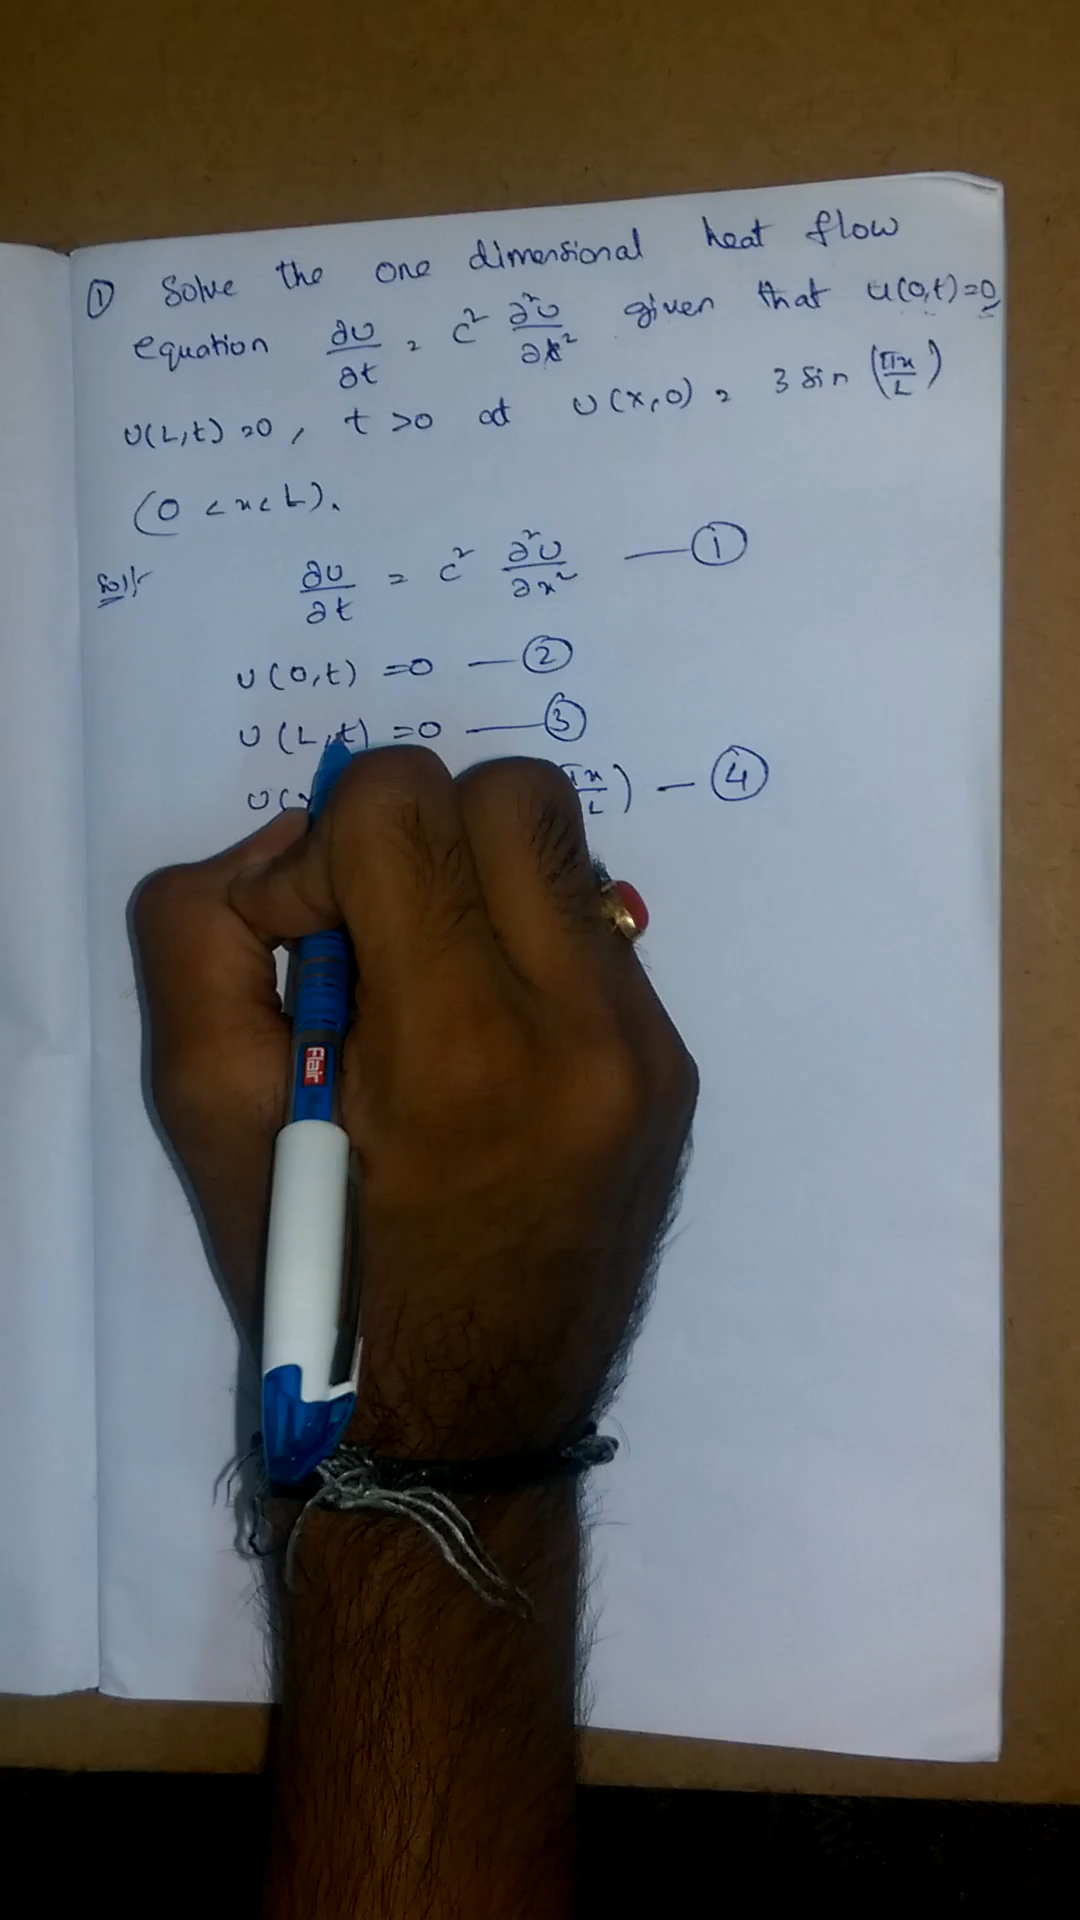 ① Solve the one dimensional heat flow
equation ∂u/∂t = c² ∂²u/∂x² given that u(0,t)=0
u(L,t)=0, t>0 at u(x,0) = 3 sin (πx/L)
(0<x<L).
Sol:- ∂u/∂t = c² ∂²u/∂x² — ①
u(0,t) =0 — ②
u(L,t) =0 — ③
u(x πx/L) — ④
Flair